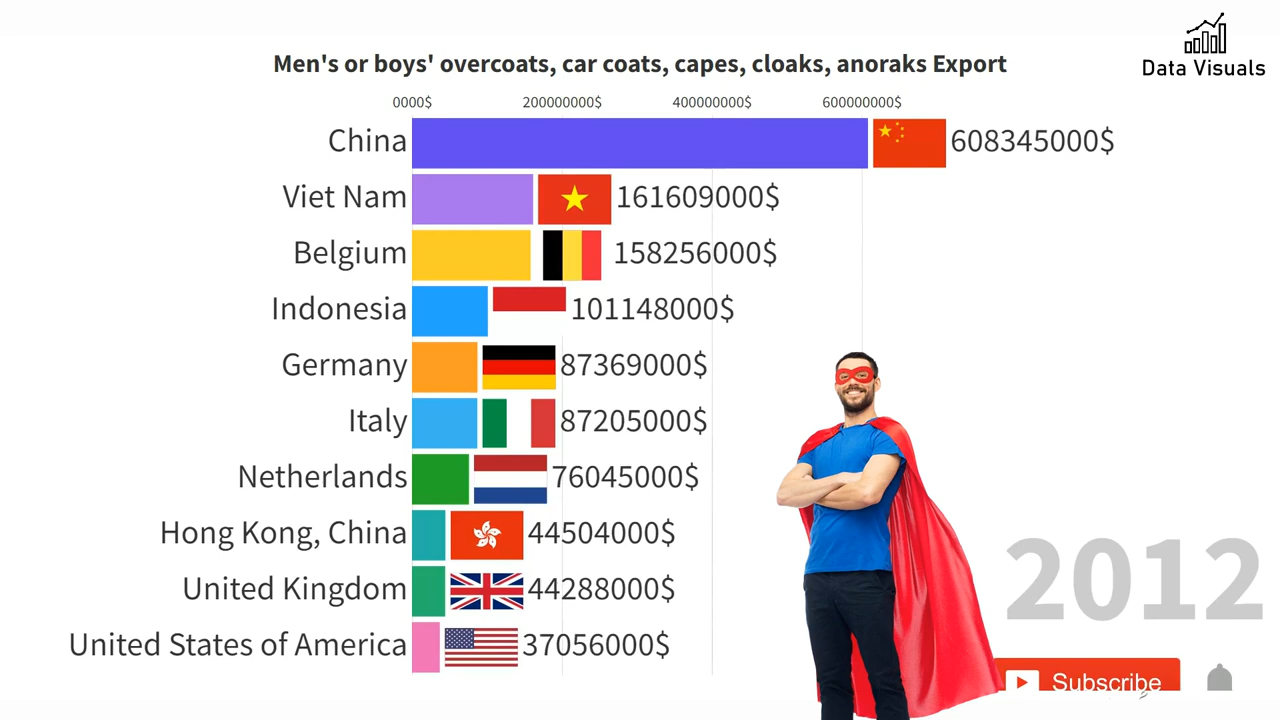 Data Visuals
Men's or boys' overcoats, car coats, capes, cloaks, anoraks Export
0000$ 200000000$ 400000000$ 600000000$
China 608345000$
Viet Nam 161609000$
Belgium 158256000$
Indonesia 101148000$
Germany 87369000$
Italy 87205000$
Netherlands 76045000$
Hong Kong, China 44504000$
United Kingdom 44288000$
United States of America 37056000$
2012
Subscribe